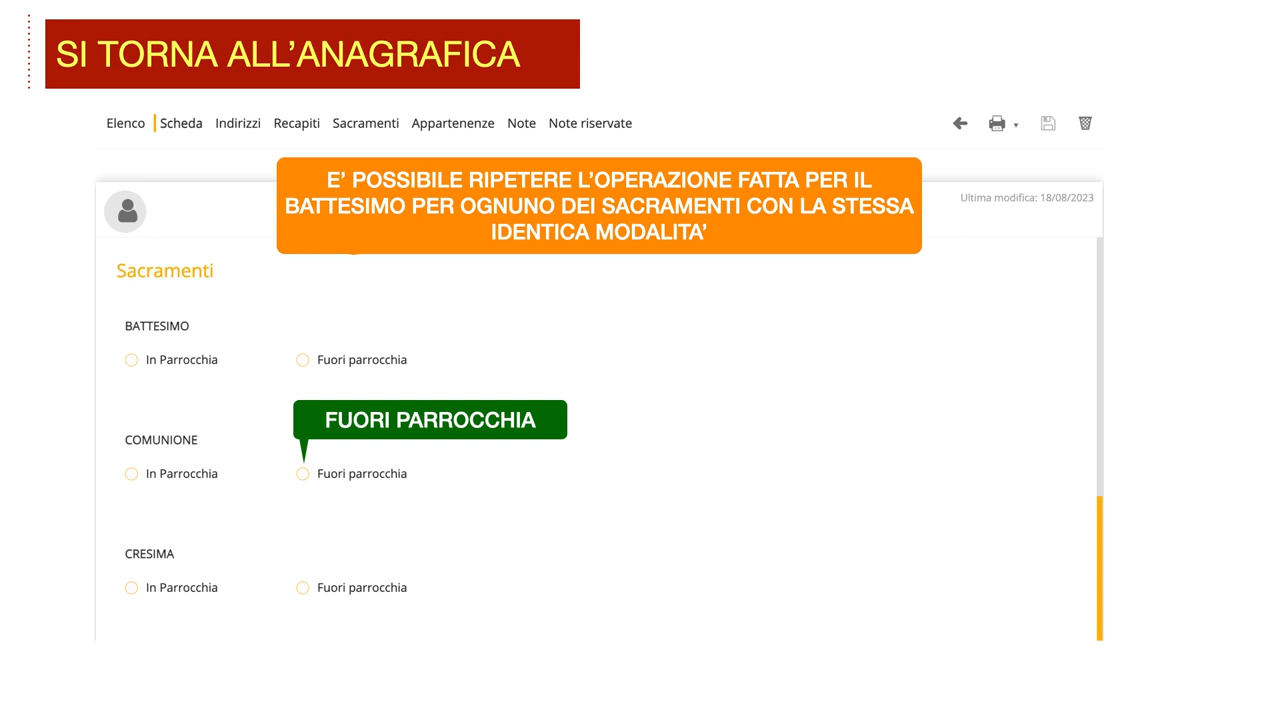 SI TORNA ALL’ANAGRAFICA
Elenco Scheda Indirizzi Recapiti Sacramenti Appartenenze Note Note riservate
E’ POSSIBILE RIPETERE L’OPERAZIONE FATTA PER IL
BATTESIMO PER OGNUNO DEI SACRAMENTI CON LA STESSA
IDENTICA MODALITA’
Ultima modifica: 18/08/2023
Sacramenti
BATTESIMO
In Parrocchia Fuori parrocchia
FUORI PARROCCHIA
COMUNIONE
In Parrocchia Fuori parrocchia
CRESIMA
In Parrocchia Fuori parrocchia